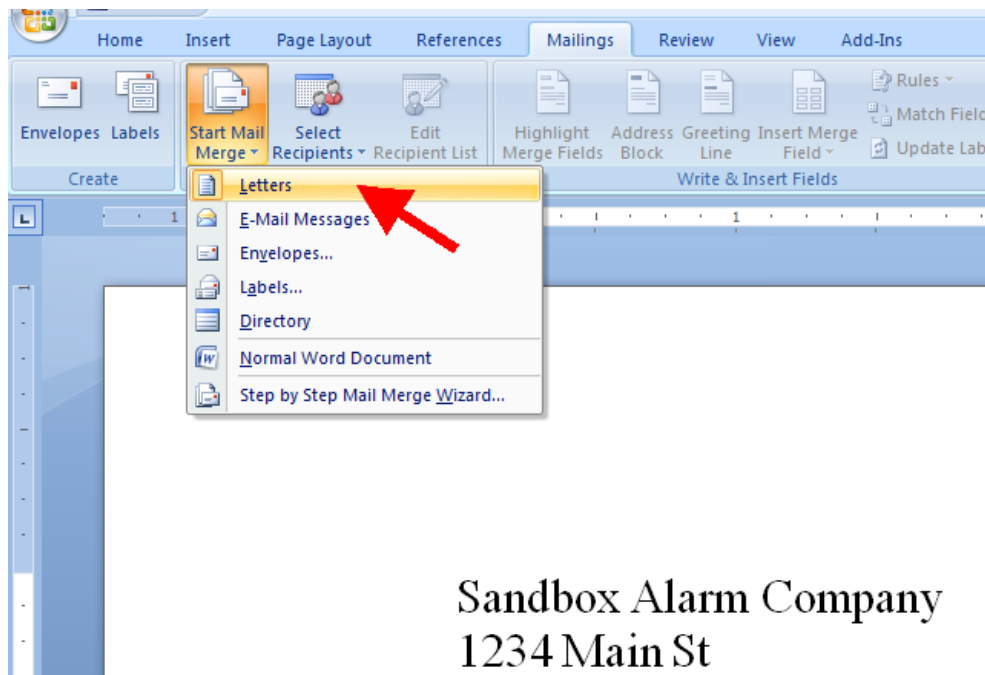 Home Insert Page Layout References Mailings Review View Add-Ins
Envelopes Labels Start Mail Merge Select Recipients Edit Recipient List Highlight Merge Fields Address Block Greeting Line Insert Merge Field Rules
Match Field
Update Lab
Create Write & Insert Fields
Letters
E-Mail Messages
Envelopes...
Labels...
Directory
Normal Word Document
Step by Step Mail Merge Wizard...
L 1 1
1
Sandbox Alarm Company
1234 Main St